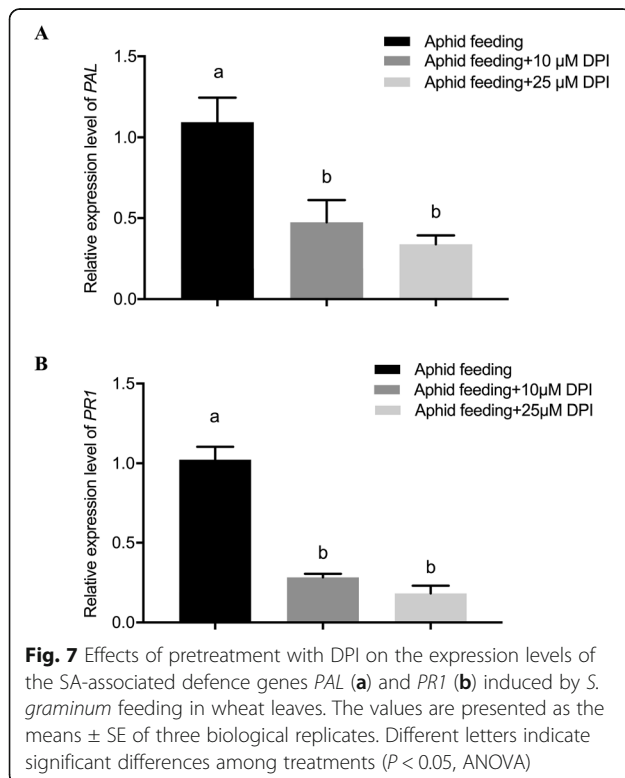 A
Aphid feeding
Aphid feeding+10 µM DPI
Aphid feeding+25 µM DPI
Relative expression level of PAL
1.5
1.0
0.5
0.0
a
b
b
B
Aphid feeding
Aphid feeding+10µM DPI
Aphid feeding+25µM DPI
Relative expression level of PR1
1.5
1.0
0.5
0.0
a
b
b
Fig. 7 Effects of pretreatment with DPI on the expression levels of
the SA-associated defence genes PAL (a) and PR1 (b) induced by S.
graminum feeding in wheat leaves. The values are presented as the
means ± SE of three biological replicates. Different letters indicate
significant differences among treatments (P < 0.05, ANOVA)